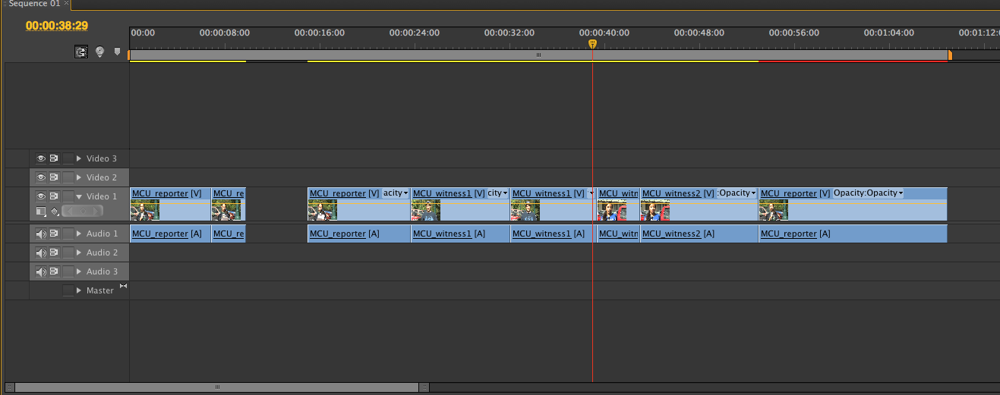 Sequence 01
00:00:38:29
00:00 00:00:08:00 00:00:16:00 00:00:24:00 00:00:32:00 00:00:40:00 00:00:48:00 00:00:56:00 00:01:04:00 00:01:12:0
Video 3
Video 2
Video 1 MCU_reporter [V] MCU_re MCU_reporter [V] acity MCU_witness1 [V] city MCU_witness1 [V] MCU_witn MCU_witness2 [V] :Opacity MCU_reporter [V] Opacity:Opacity
Audio 1 MCU_reporter [A] MCU_re MCU_reporter [A] MCU_witness1 [A] MCU_witness1 [A] MCU_witn MCU_witness2 [A] MCU_reporter [A]
Audio 2
Audio 3
Master